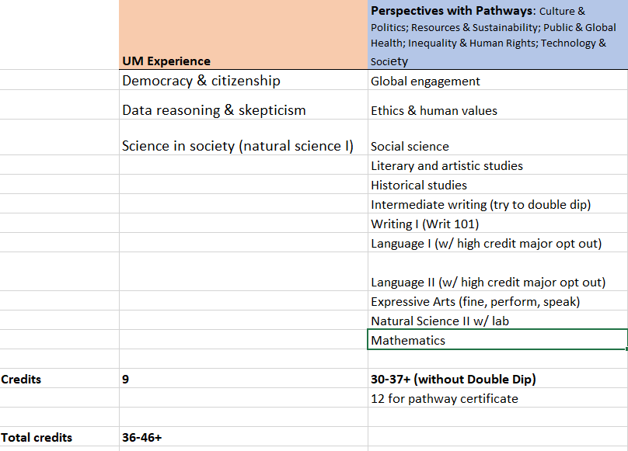 Perspectives with Pathways: Culture &
Politics; Resources & Sustainability; Public & Global
Health; Inequality & Human Rights; Technology &
UM Experience Society
Democracy & citizenship Global engagement
Data reasoning & skepticism Ethics & human values
Science in society (natural science I) Social science
Literary and artistic studies
Historical studies
Intermediate writing (try to double dip)
Writing I (Writ 101)
Language I (w/ high credit major opt out)
Language II (w/ high credit major opt out)
Expressive Arts (fine, perform, speak)
Natural Science II w/ lab
Mathematics
Credits 9 30-37+ (without Double Dip)
12 for pathway certificate
Total credits 36-46+